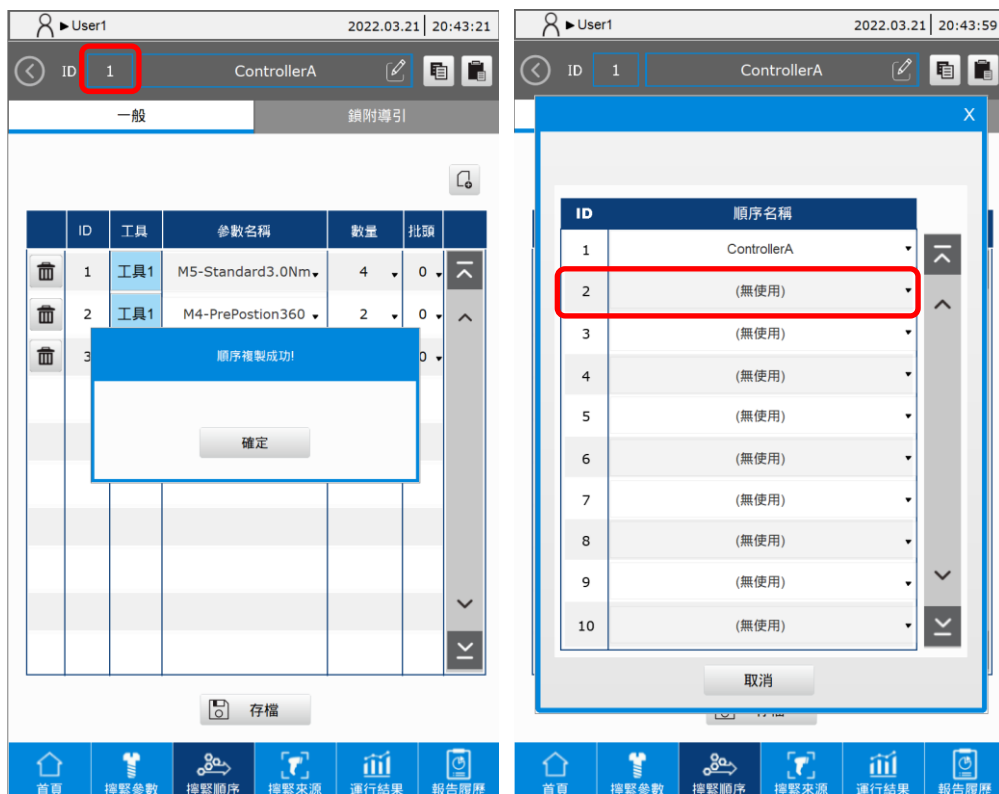 ►User1 2022.03.21 20:43:21
ID 1 ControllerA
一般 鎖附導引
ID 工具 參數名稱 數量 批頭
1 工具1 M5-Standard3.0Nm 4 0
2 工具1 M4-PrePostion360 2 0
3 0
順序複製成功!
確定
存檔
首頁 擰緊參數 擰緊順序 擰緊來源 運行結果 報告履歷
►User1 2022.03.21 20:43:59
ID 1 ControllerA
X
ID 順序名稱
1 ControllerA
2 (無使用)
3 (無使用)
4 (無使用)
5 (無使用)
6 (無使用)
7 (無使用)
8 (無使用)
9 (無使用)
10 (無使用)
取消
首頁 擰緊參數 擰緊順序 擰緊來源 運行結果 報告履歷